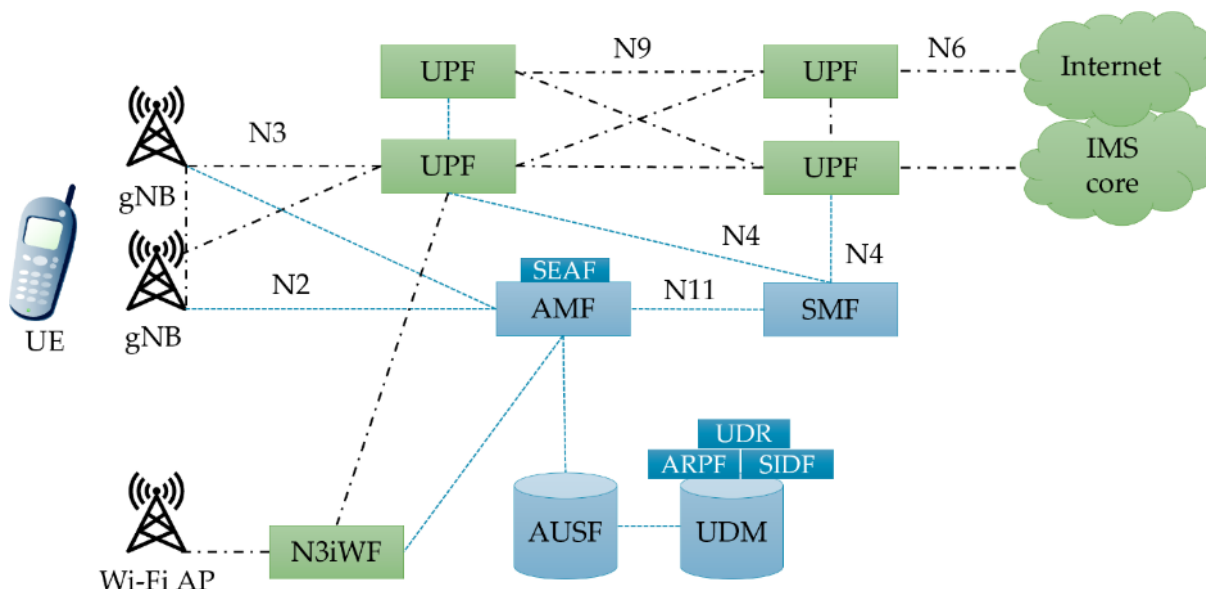 N9
N6
UPF
UPF
Internet
N3
UPF
UPF
IMS
core
gNB
N4
N4
SEAF
N2
AMF
N11
SMF
UE
gNB
UDR
ARPF
SIDF
AUSF
UDM
N3iWF
Wi-Fi AP